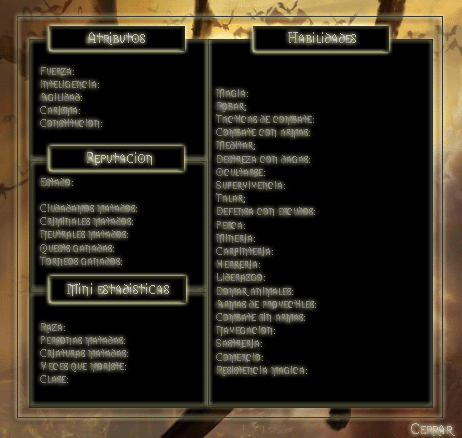 Atributos
Fuerza:
Inteligencia:
Agilidad:
Carisma:
Constitucion:
Reputacion
Estado:
Ciudadanos matados:
Criminales matados:
Neutrales matados:
Quests ganadas:
Torneos ganados:
Mini estadisticas
Raza:
Personas matadas:
Criaturas matadas:
Veces que moriste:
Clase:
Habilidades
Magia:
Robar:
Tacticas de combate:
Combate con armas:
Meditar:
Destreza con dagas:
Ocultarse:
Supervivencia:
Talar:
Defensa con escudos:
Pesca:
Mineria:
Carpinteria:
Herreria:
Liderazgo:
Domar animales:
Armas de proyectiles:
Combate sin armas:
Navegacion:
Sastreria:
Comercio:
Resistencia magica:
Cerrar